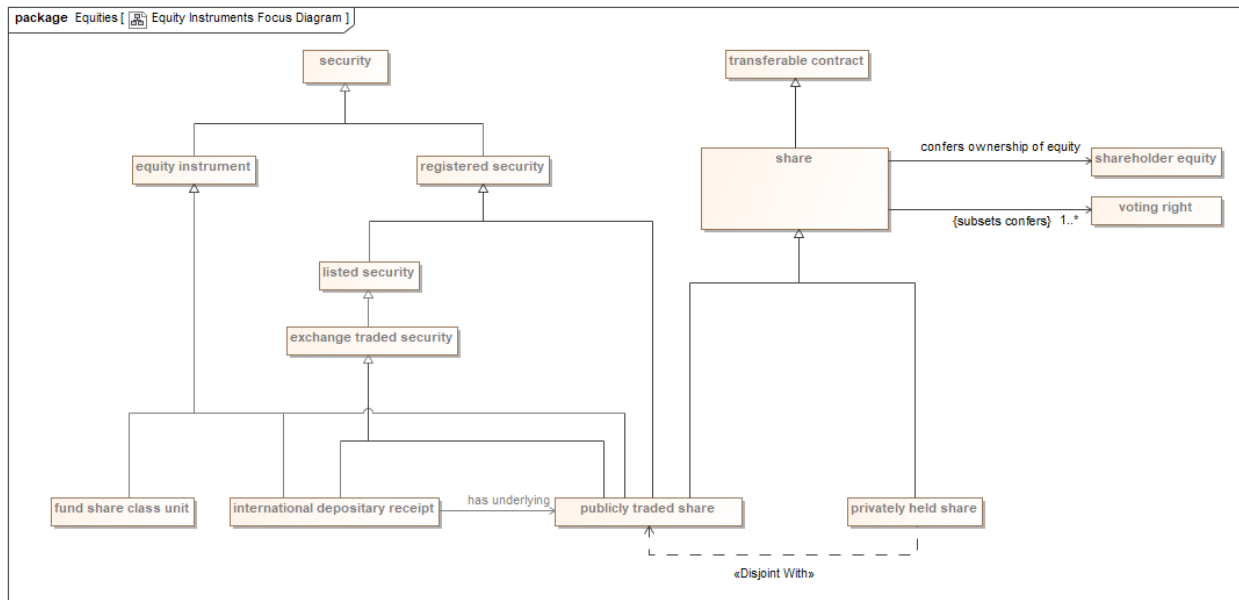 package Equities [ Equity Instruments Focus Diagram ]
security
transferable contract
equity instrument
registered security
share
confers ownership of equity
shareholder equity
voting right
{subsets confers} 1..*
listed security
exchange traded security
fund share class unit
international depositary receipt
has underlying
publicly traded share
privately held share
«Disjoint With»